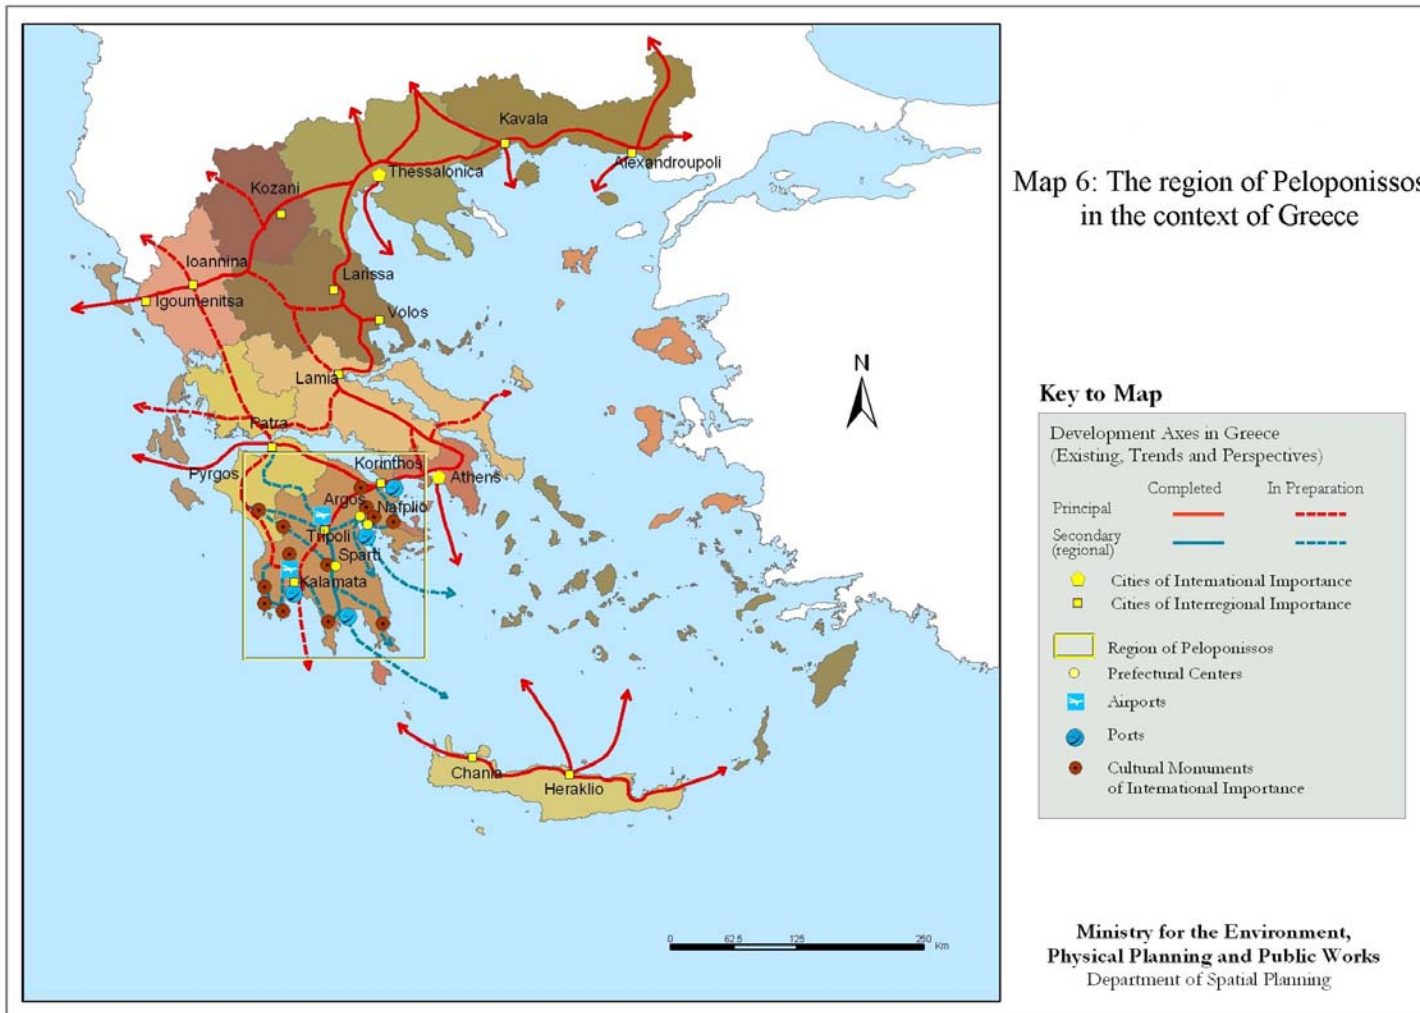 Map 6: The region of Peloponissos
in the context of Greece
Kavala
Alexandroupoli
Thessalonica
Kozani
Ioannina
Igoumenitsa
Larissa
Volos
Lamia
Patra
Pyrgos
Korinthos
Athens
Argos
Nafplio
Tripoli
Sparti
Kalamata
Chania
Heraklio
N
0 62.5 125 250
Km
Key to Map
Development Axes in Greece
(Existing, Trends and Perspectives)
Completed In Preparation
Principal
Secondary
(regional)
Cities of International Importance
Cities of Interregional Importance
Region of Peloponissos
Prefectural Centers
Airports
Ports
Cultural Monuments
of International Importance
Ministry for the Environment,
Physical Planning and Public Works
Department of Spatial Planning